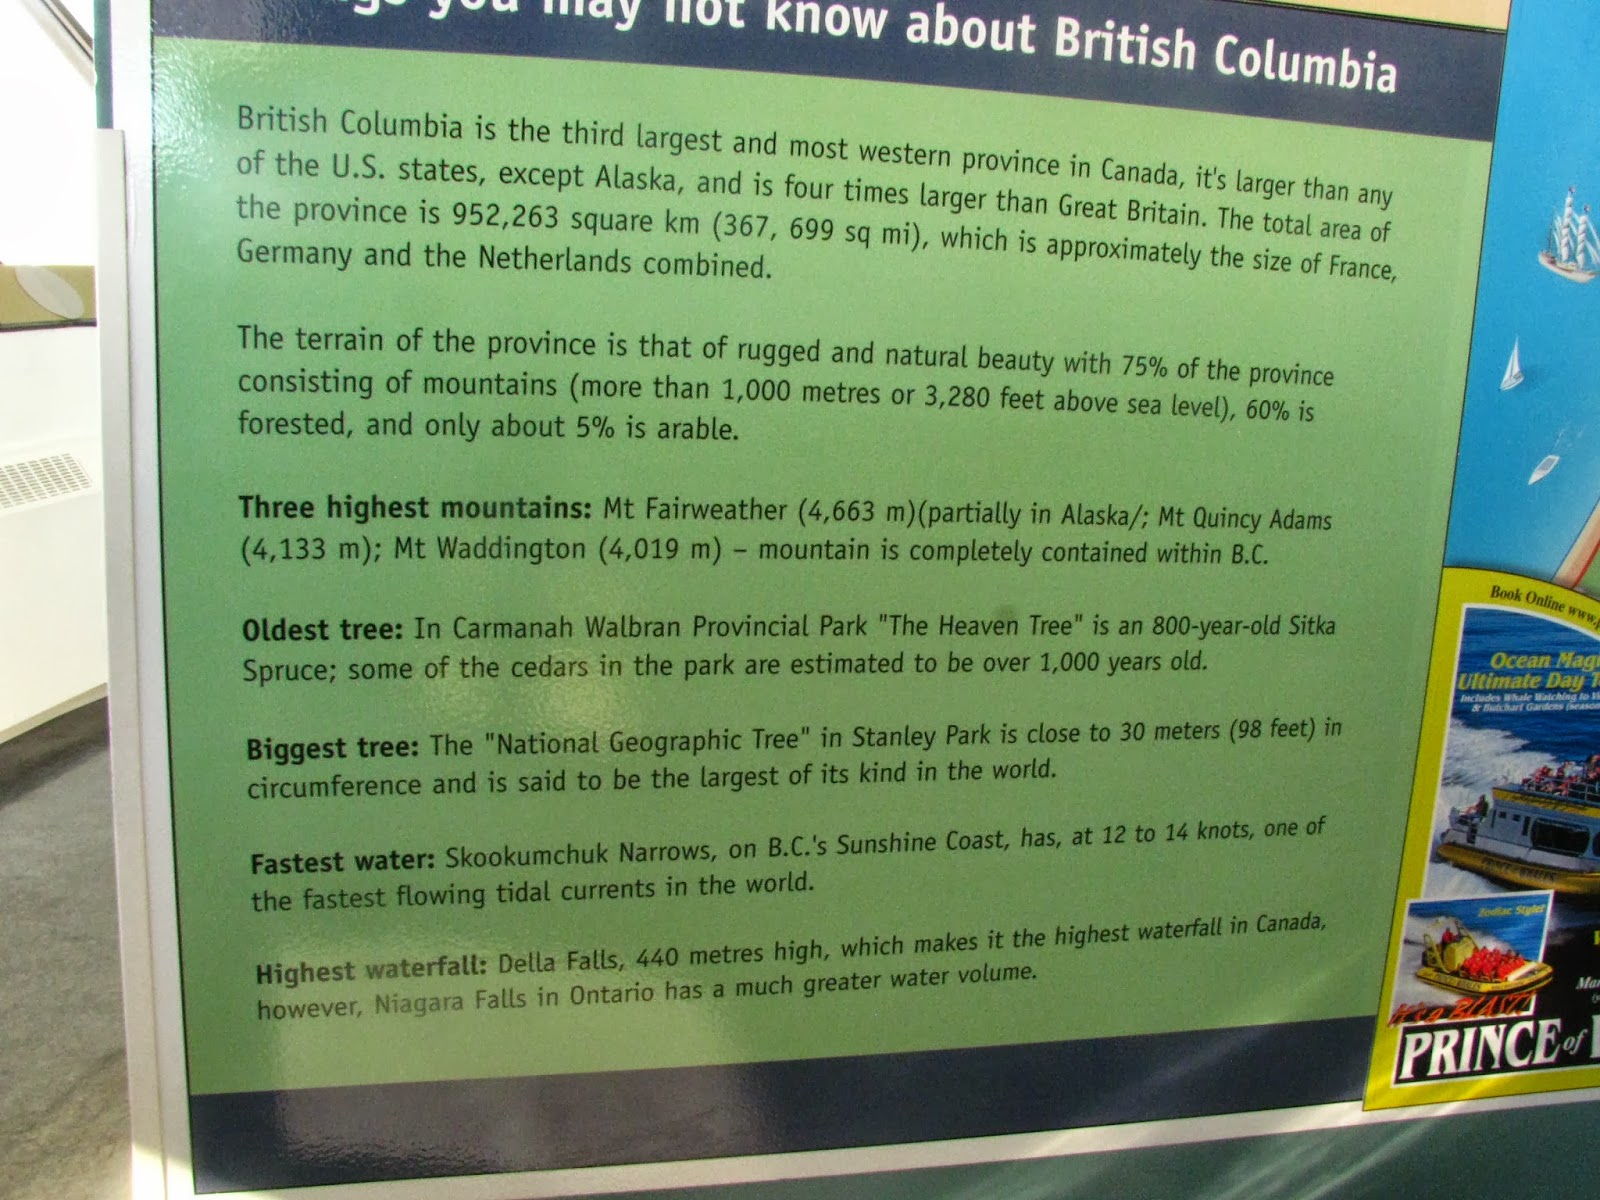 you may not know about British Columbia
British Columbia is the third largest and most western province in Canada, it's larger than any
of the U.S. states, except Alaska, and is four times larger than Great Britain. The total area of
the province is 952,263 square km (367, 699 sq mi), which is approximately the size of France,
Germany and the Netherlands combined.
The terrain of the province is that of rugged and natural beauty with 75% of the province
consisting of mountains (more than 1,000 metres or 3,280 feet above sea level), 60% is
forested, and only about 5% is arable.
Three highest mountains: Mt Fairweather (4,663 m)(partially in Alaska/; Mt Quincy Adams
(4,133 m); Mt Waddington (4,019 m) – mountain is completely contained within B.C.
Oldest tree: In Carmanah Walbran Provincial Park "The Heaven Tree" is an 800-year-old Sitka
Spruce; some of the cedars in the park are estimated to be over 1,000 years old.
Biggest tree: The "National Geographic Tree" in Stanley Park is close to 30 meters (98 feet) in
circumference and is said to be the largest of its kind in the world.
Fastest water: Skookumchuk Narrows, on B.C.'s Sunshine Coast, has, at 12 to 14 knots, one of
the fastest flowing tidal currents in the world.
Highest waterfall: Della Falls, 440 metres high, which makes it the highest waterfall in Canada,
however, Niagara Falls in Ontario has a much greater water volume.
Book Online
Ocean
Ultimate Day
Includes Whale Watching to
& Butchart Gardens
Zodiac Style!
It's a BLAST!
PRINCE of